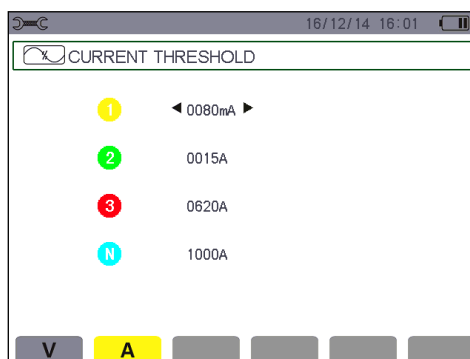 16/12/14 16:01
CURRENT THRESHOLD
1 ◄ 0080mA ►
2 0015A
3 0620A
N 1000A
V A